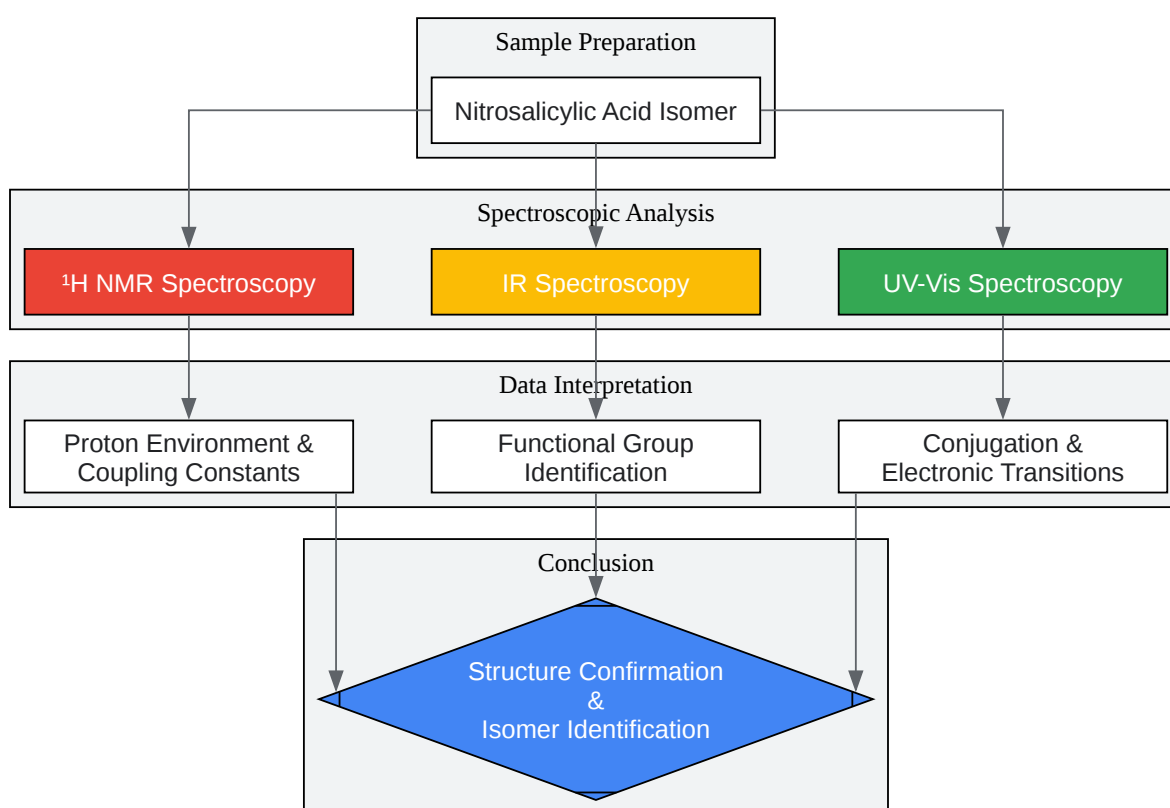 Sample Preparation
Nitrosalicylic Acid Isomer
Spectroscopic Analysis
¹H NMR Spectroscopy
IR Spectroscopy
UV-Vis Spectroscopy
Data Interpretation
Proton Environment &
Coupling Constants
Functional Group
Identification
Conjugation &
Electronic Transitions
Conclusion
Structure Confirmation
&
Isomer Identification